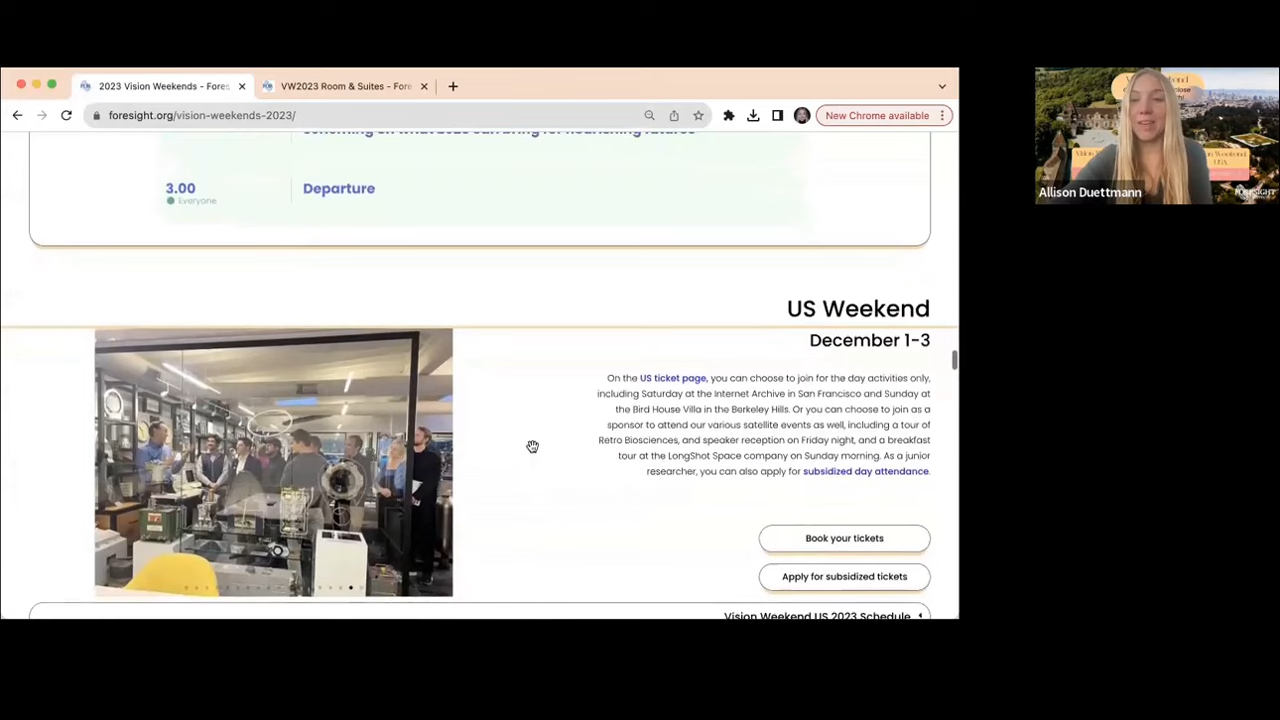 2023 Vision Weekends - Fores
VW2023 Room & Suites - Fore
foresight.org/vision-weekends-2023/
New Chrome available
3.00
Everyone
Departure
US Weekend
December 1-3
On the US ticket page, you can choose to join for the day activities only,
including Saturday at the Internet Archive in San Francisco and Sunday at
the Bird House Villa in the Berkeley Hills. Or you can choose to join as a
sponsor to attend our various satellite events as well, including a tour of
Retro Biosciences, and speaker reception on Friday night, and a breakfast
tour at the LongShot Space company on Sunday morning. As a junior
researcher, you can also apply for subsidized day attendance.
Book your tickets
Apply for subsidized tickets
Vision Weekend US 2023 Schedule
Allison Duettmann